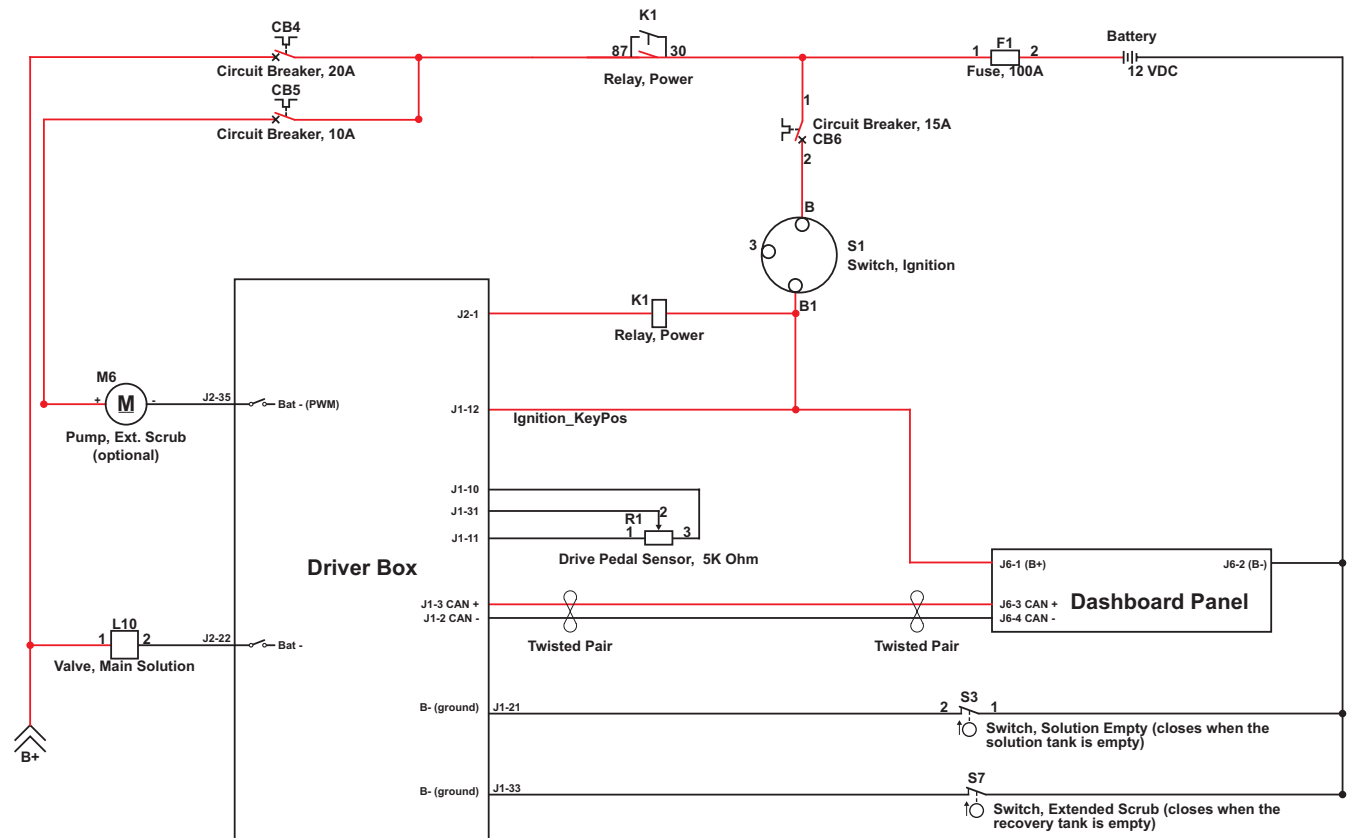 CB4
K1
87
30
1
F1
2
Battery
Circuit Breaker, 20A
Relay, Power
Fuse, 100A
12 VDC
CB5
Circuit Breaker, 10A
1
Circuit Breaker, 15A
CB6
2
B
3
S1
Switch, Ignition
B1
J2-1
K1
Relay, Power
M6
+
M
-
J2-35
Bat - (PWM)
Pump, Ext. Scrub
(optional)
J1-12
Ignition_KeyPos
J1-10
J1-31
J1-11
R1
1
2
3
Drive Pedal Sensor, 5K Ohm
Driver Box
J6-1 (B+)
J6-2 (B-)
J1-3 CAN +
J1-2 CAN -
J6-3 CAN +
J6-4 CAN -
Dashboard Panel
Twisted Pair
Twisted Pair
1
L10
2
J2-22
Bat -
Valve, Main Solution
B+
B- (ground)
J1-21
2
S3
1
Switch, Solution Empty (closes when the
solution tank is empty)
B- (ground)
J1-33
S7
Switch, Extended Scrub (closes when the
recovery tank is empty)